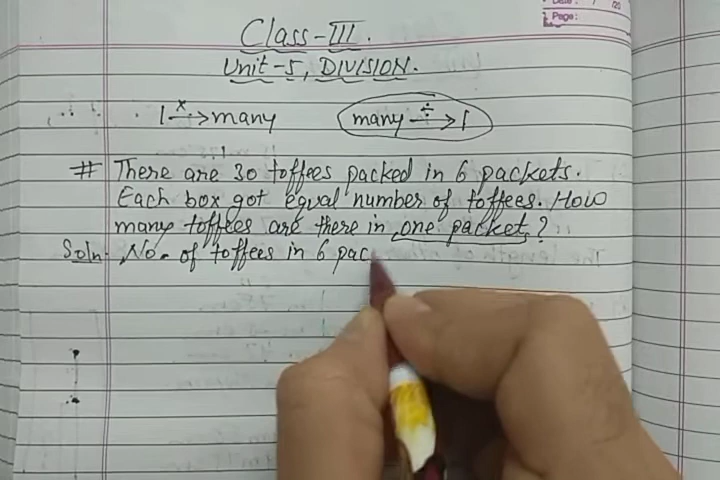 Date: / /20
Page:
Class-III.
Unit-5, DIVISION.
1 x→ many many ÷→ 1
# There are 30 toffees packed in 6 packets.
Each box got equal number of toffees. How
many toffees are there in one packet?
Soln. No. of toffees in 6 pac